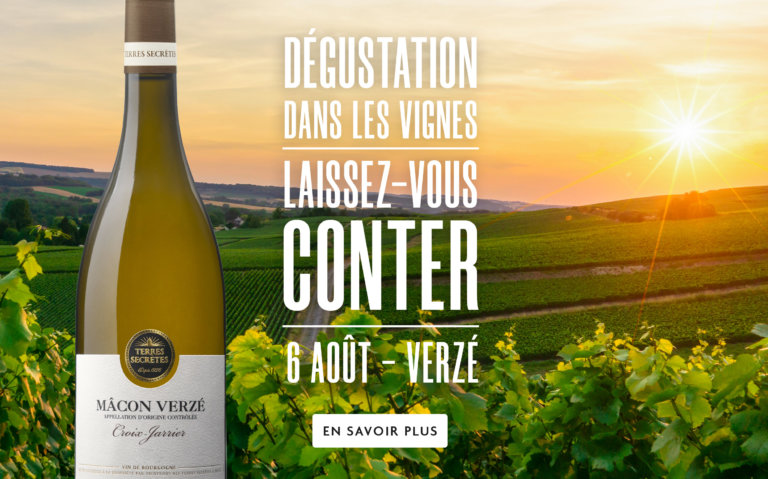 TERRES SECRÈTES
DÉGUSTATION
DANS LES VIGNES
LAISSEZ-VOUS
CONTER
6 AOÛT – VERZÉ
EN SAVOIR PLUS
TERRES
SECRETES
MÂCON VERZÉ
APPELLATION D'ORIGINE CONTRÔLÉE
Croix-Jarrier
VIN DE BOURGOGNE